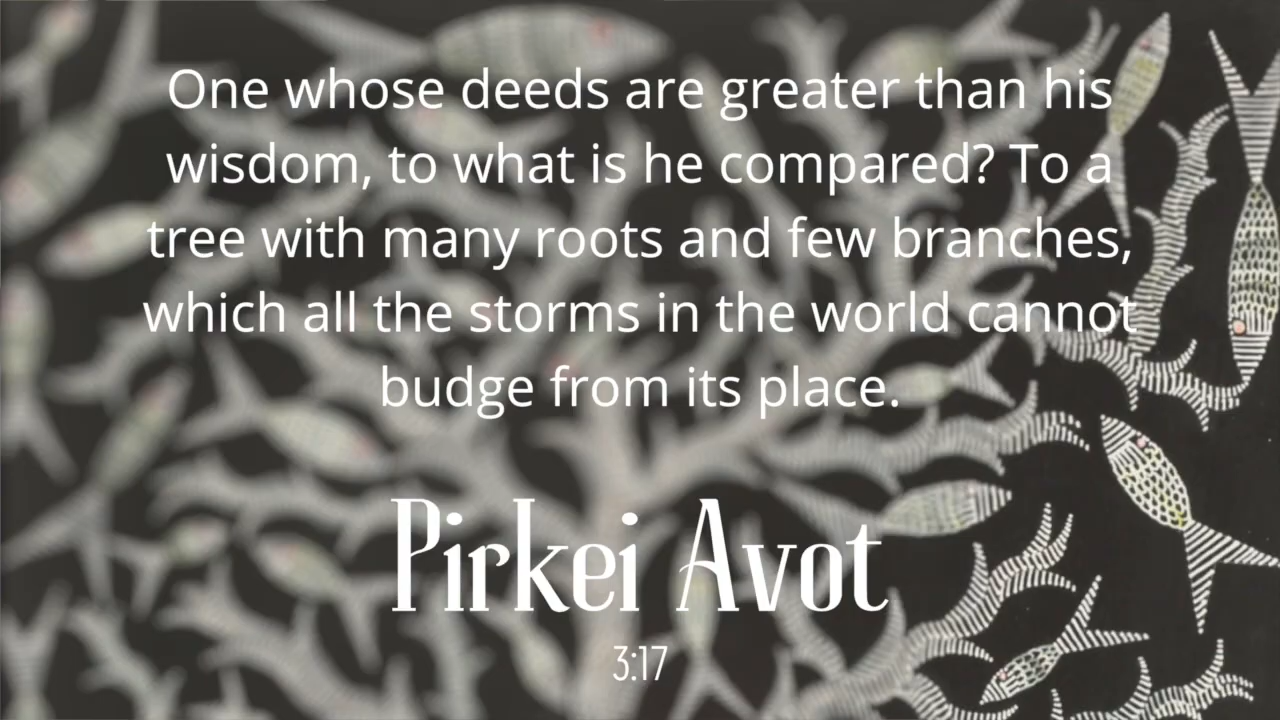 One whose deeds are greater than his
wisdom, to what is he compared? To a
tree with many roots and few branches,
which all the storms in the world cannot
budge from its place.
Pirkei Avot
3:17